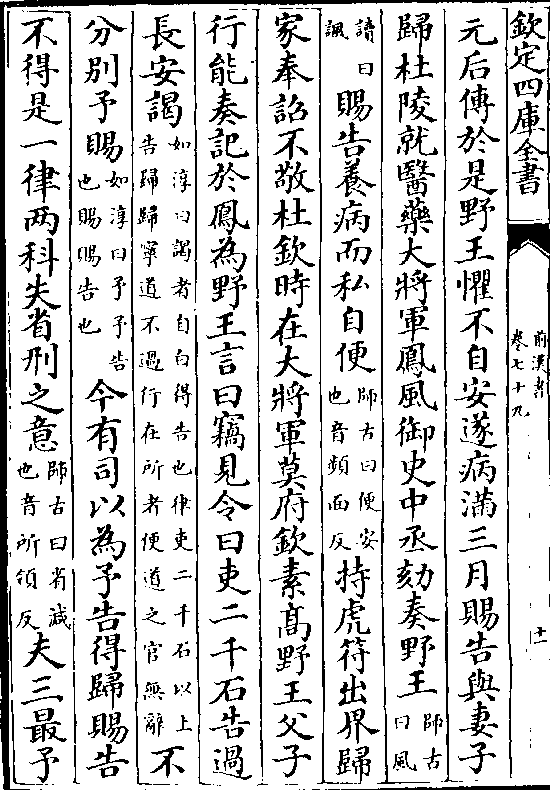 欽定四庫全書
前漢書
卷七十九
十一
元后傳於是野王懼不自安遂病滿三月賜告與妻子
歸杜陵就醫藥大將軍鳳風御史中丞劾奏野王師古曰風
讀曰諷賜告養病而私自便師古曰便安也音頻面反持虎符出界歸
家奉詔不敬杜欽時在大將軍莫府欽素髙野王父子
行能奏記於鳳為野王言曰竊見令曰吏二千石告過
長安謁如淳曰謁者自白得告也律吏二千石以上告歸歸寧道不過行在所者便道之官無辭不
分別予賜如淳曰予予告也賜賜告也今有司以為予告得歸賜告
不得是一律两科失省刑之意師古曰省減也音所領反夫三最予